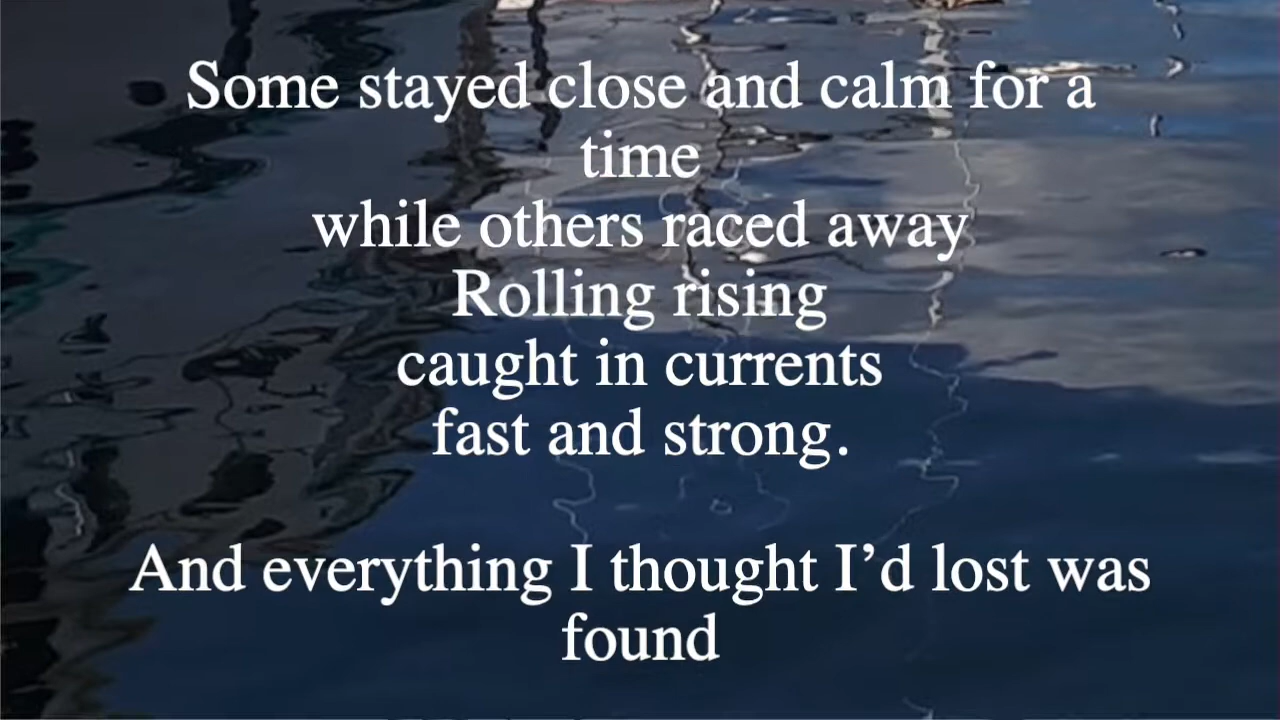 Some stayed close and calm for a
time
while others raced away
Rolling rising
caught in currents
fast and strong.
And everything I thought I’d lost was
found